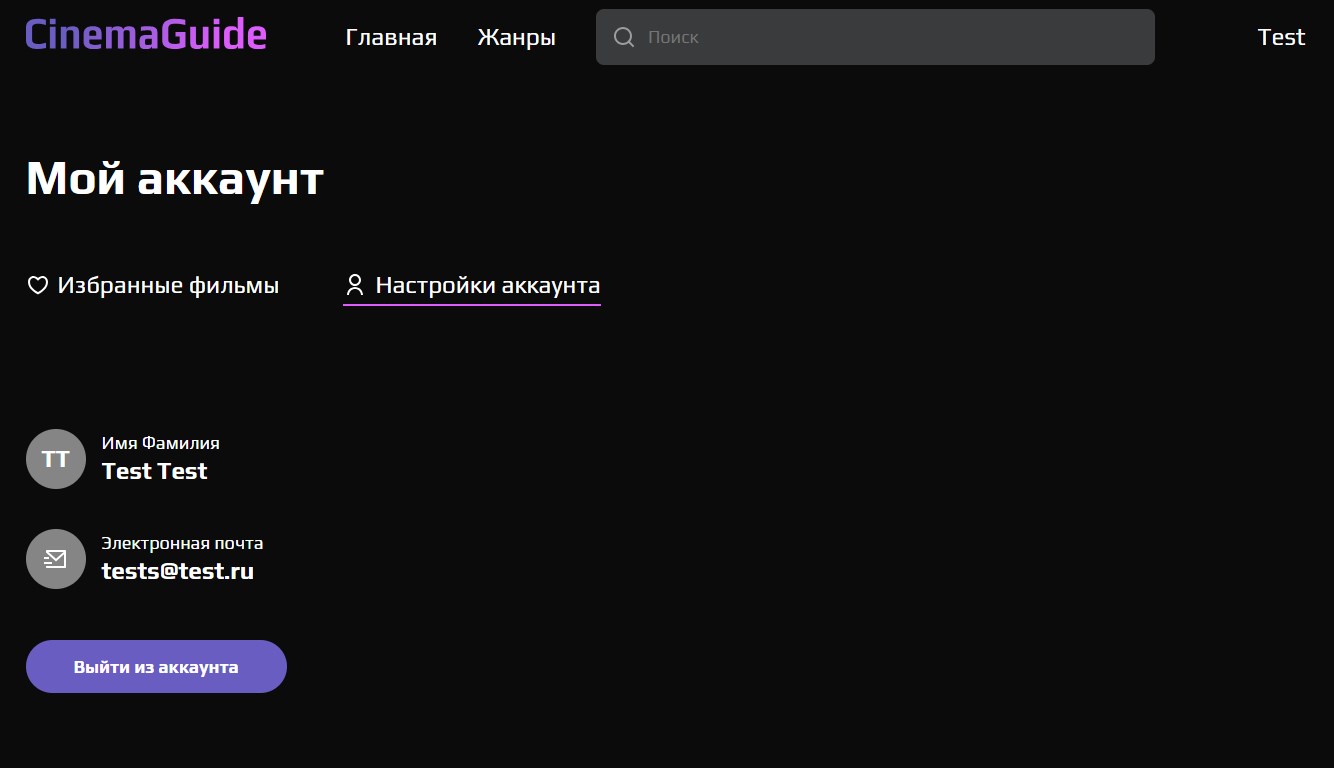 CinemaGuide
Главная
Жанры
Поиск
Test
Мой аккаунт
Избранные фильмы
Настройки аккаунта
TT
Имя Фамилия
Test Test
Электронная почта
tests@test.ru
Выйти из аккаунта